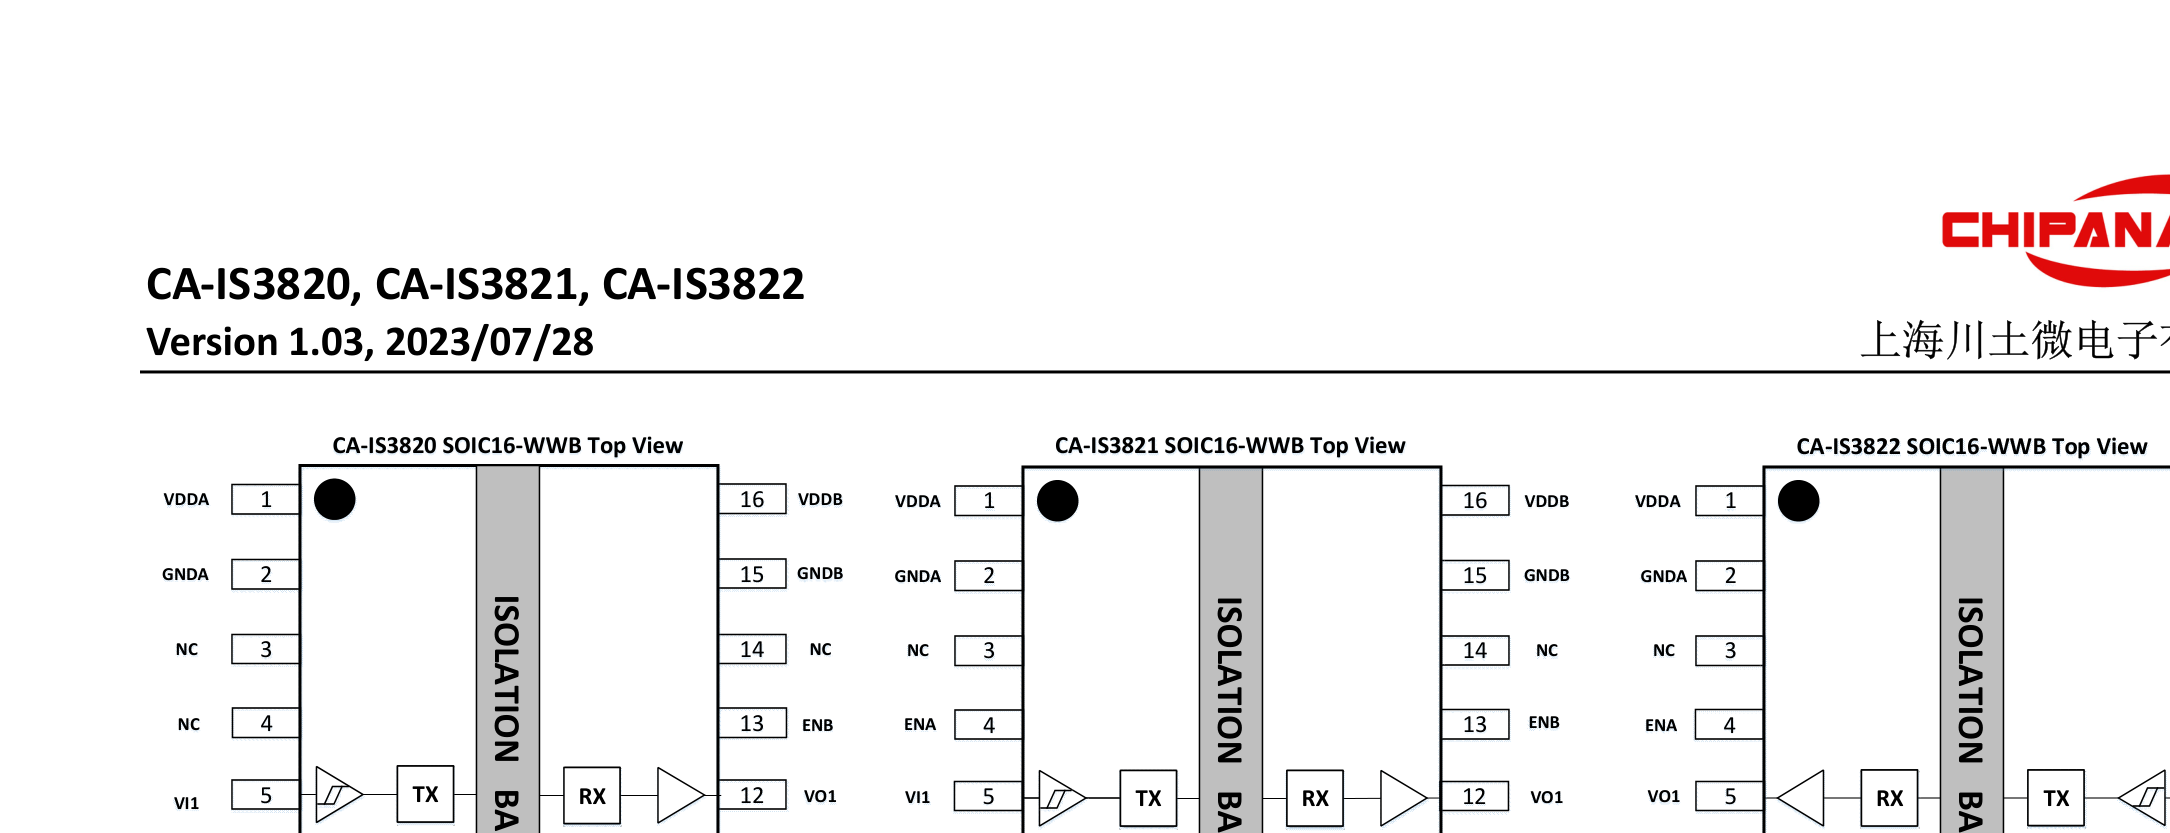 CHIPANA
CA-IS3820, CA-IS3821, CA-IS3822
Version 1.03, 2023/07/28
上海川土微电子
CA-IS3820 SOIC16-WWB Top View
VDDA 1 16 VDDB
GNDA 2 15 GNDB
NC 3 14 NC
NC 4 13 ENB
VI1 5 TX RX 12 VO1
ISOLATION BA
CA-IS3821 SOIC16-WWB Top View
VDDA 1 16 VDDB
GNDA 2 15 GNDB
NC 3 14 NC
ENA 4 13 ENB
VI1 5 TX RX 12 VO1
ISOLATION BA
CA-IS3822 SOIC16-WWB Top View
VDDA 1
GNDA 2
NC 3
ENA 4
VO1 5 RX TX
ISOLATION BA